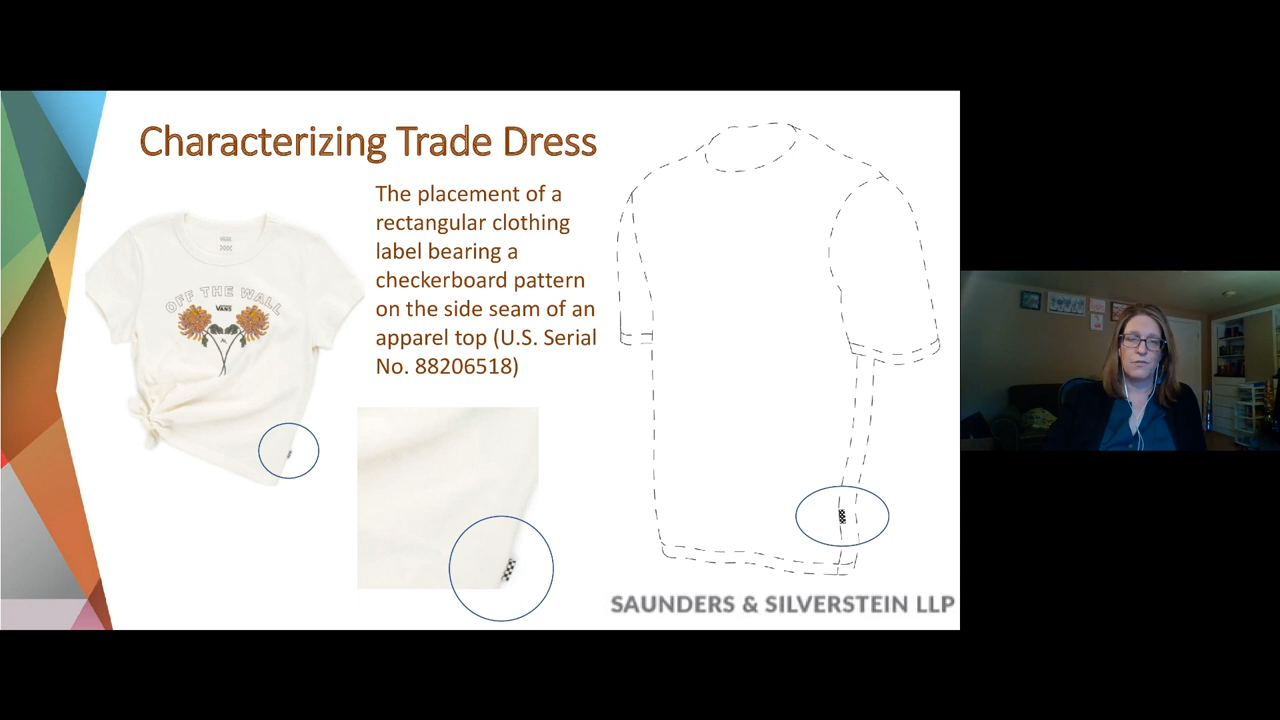 Characterizing Trade Dress
The placement of a
rectangular clothing
label bearing a
checkerboard pattern
on the side seam of an
apparel top (U.S. Serial
No. 88206518)
OFF THE WALL
VANS
SAUNDERS & SILVERSTEIN LLP